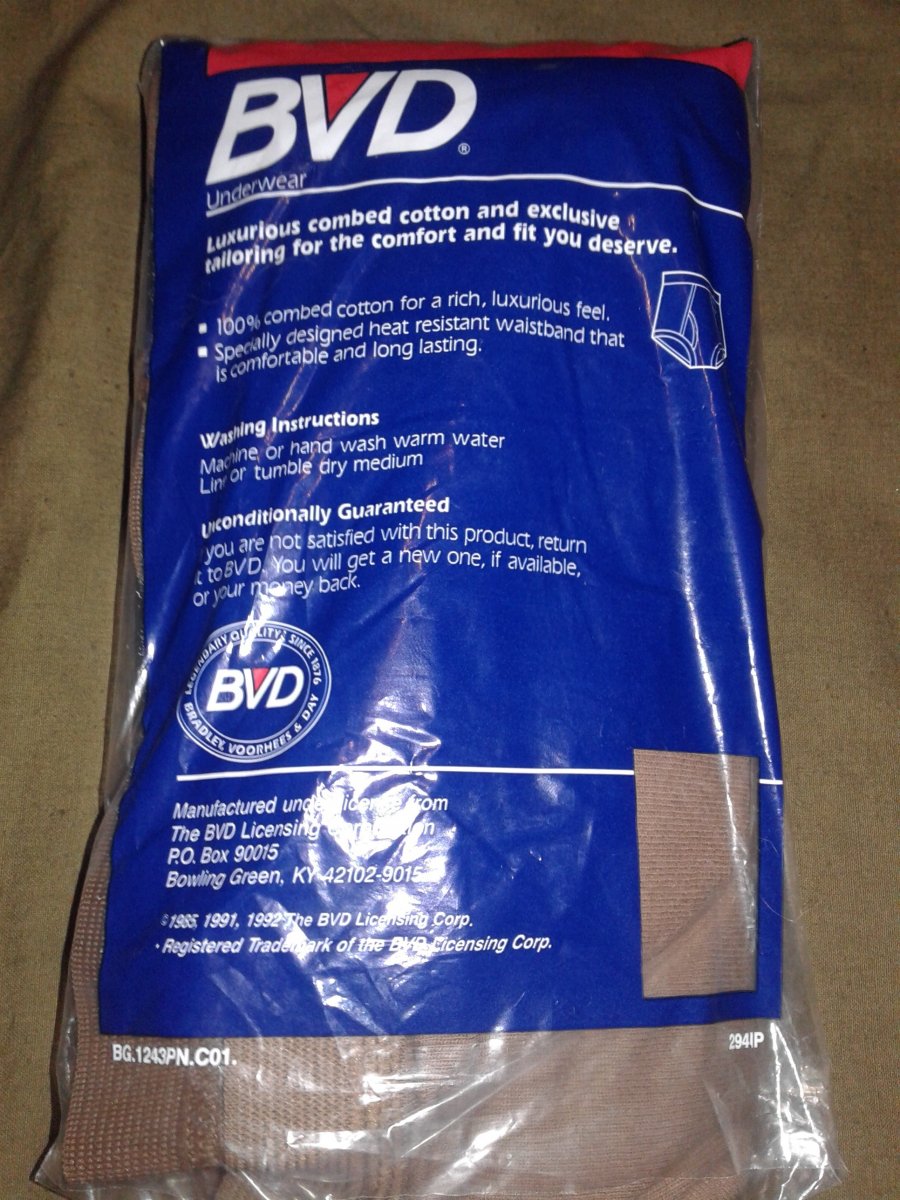 BVD®
Underwear
Luxurious combed cotton and exclusive
tailoring for the comfort and fit you deserve.
▪ 100% combed cotton for a rich, luxurious feel.
▪ Specially designed heat resistant waistband that
is comfortable and long lasting.
Washing Instructions
Machine or hand wash warm water
Line or tumble dry medium
Unconditionally Guaranteed
If you are not satisfied with this product, return
it to BVD. You will get a new one, if available,
or your money back.
LEGENDARY QUALITY SINCE 1876
BVD
BRADLEY, VOORHEES & DAY
Manufactured under license from
The BVD Licensing Corporation
P.O. Box 90015
Bowling Green, KY 42102-9015
©1985, 1991, 1992 The BVD Licensing Corp.
Registered Trademark of the BVD Licensing Corp.
BG.1243PN.C01.
294IP